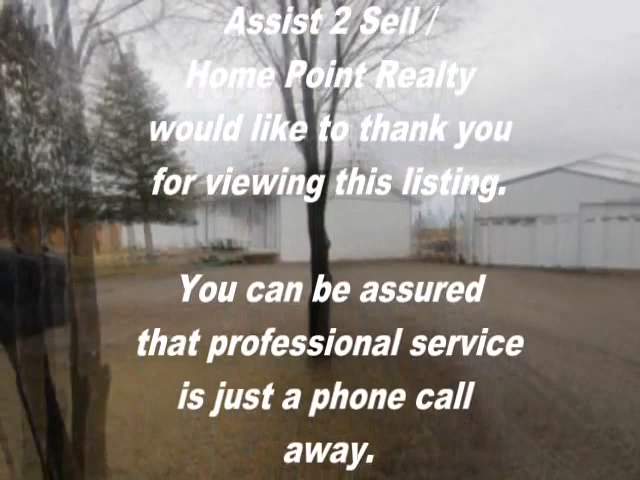 Assist 2 Sell /
Home Point Realty
would like to thank you
for viewing this listing.
You can be assured
that professional service
is just a phone call
away.